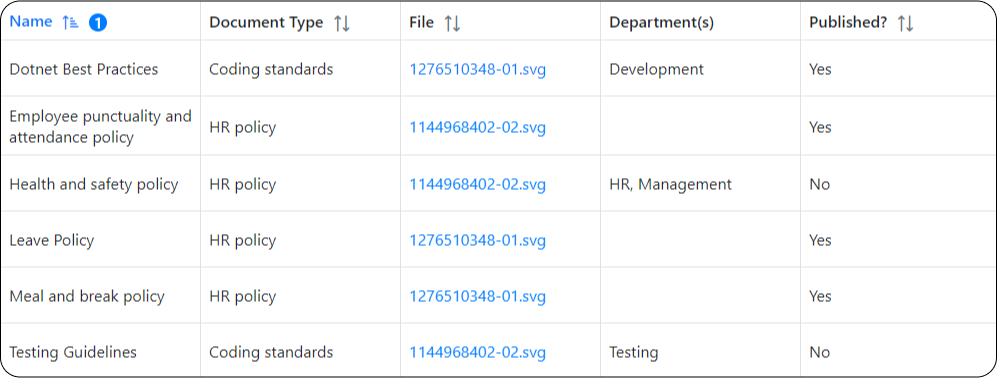 Name 1 Document Type File Department(s) Published?
Dotnet Best Practices Coding standards 1276510348-01.svg Development Yes
Employee punctuality and
attendance policy HR policy 1144968402-02.svg Yes
Health and safety policy HR policy 1144968402-02.svg HR, Management No
Leave Policy HR policy 1276510348-01.svg Yes
Meal and break policy HR policy 1276510348-01.svg Yes
Testing Guidelines Coding standards 1144968402-02.svg Testing No